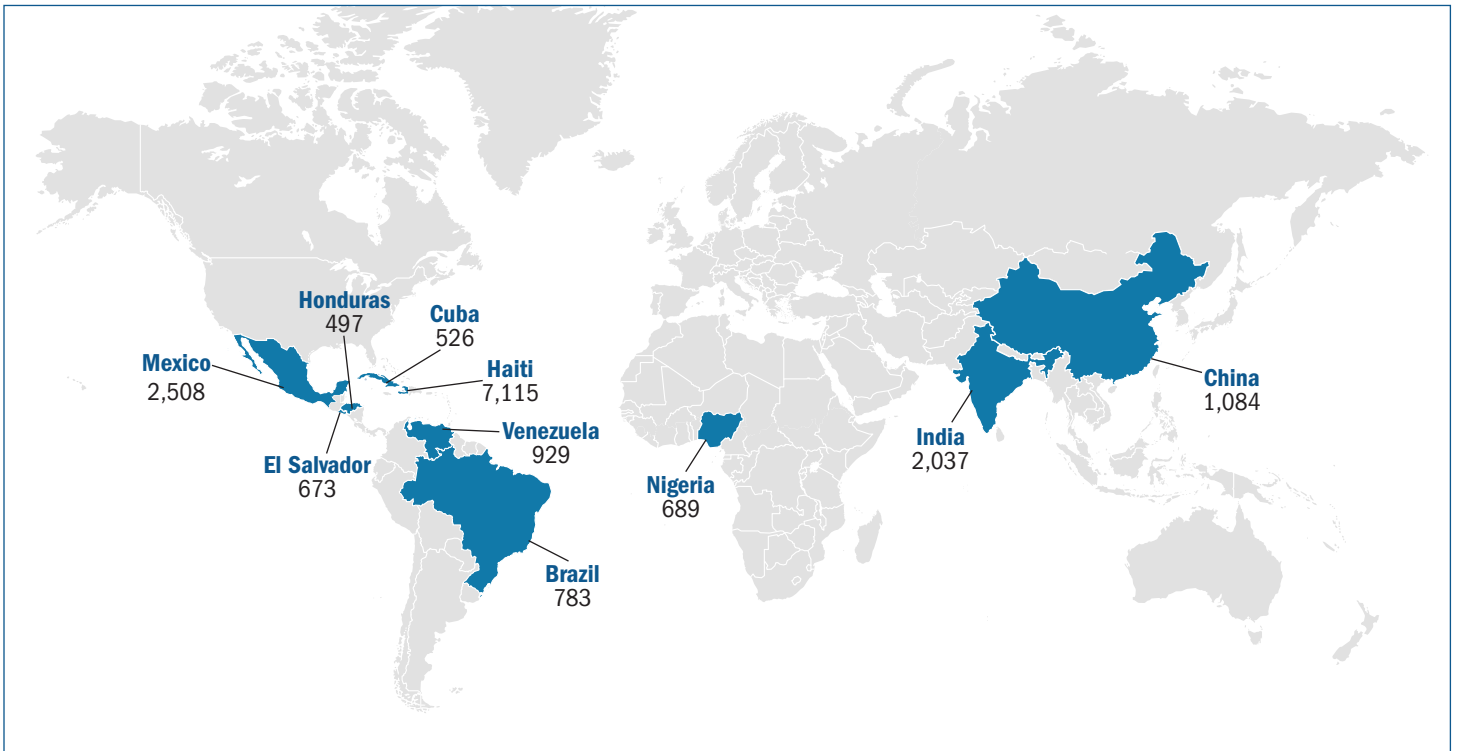 Honduras
497
Cuba
526
Mexico
2,508
Haiti
7,115
Venezuela
929
El Salvador
673
Brazil
783
Nigeria
689
India
2,037
China
1,084